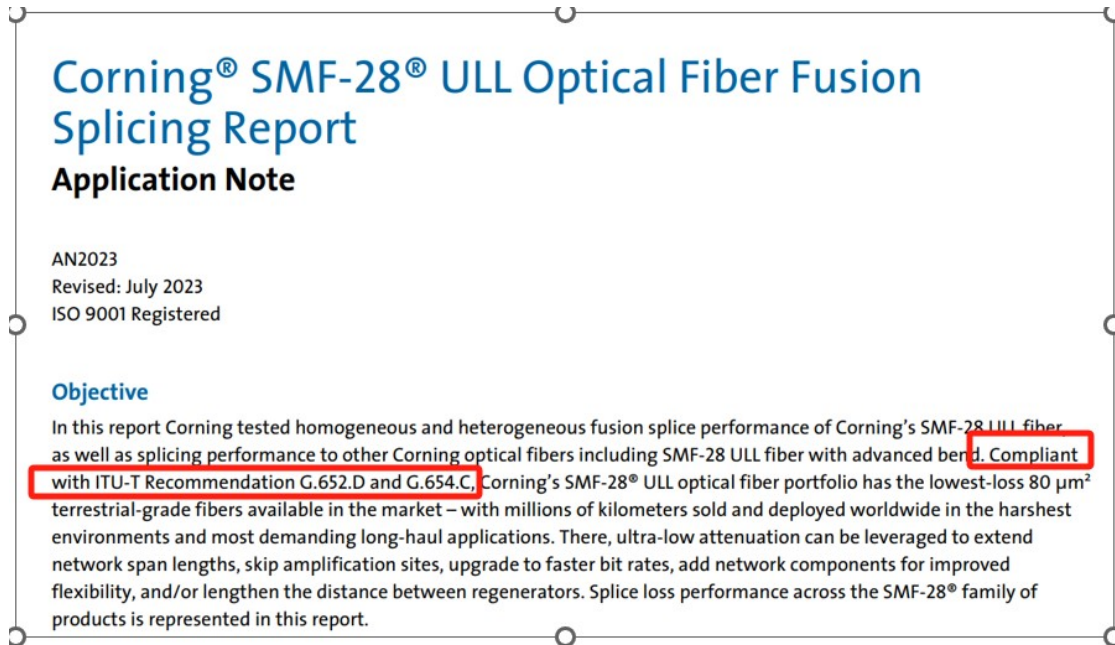 Corning® SMF-28® ULL Optical Fiber Fusion
Splicing Report
Application Note
AN2023
Revised: July 2023
ISO 9001 Registered
Objective
In this report Corning tested homogeneous and heterogeneous fusion splice performance of Corning's SMF-28 ULL fiber,
as well as splicing performance to other Corning optical fibers including SMF-28 ULL fiber with advanced bend. Compliant
with ITU-T Recommendation G.652.D and G.654.C, Corning's SMF-28® ULL optical fiber portfolio has the lowest-loss 80 µm²
terrestrial-grade fibers available in the market – with millions of kilometers sold and deployed worldwide in the harshest
environments and most demanding long-haul applications. There, ultra-low attenuation can be leveraged to extend
network span lengths, skip amplification sites, upgrade to faster bit rates, add network components for improved
flexibility, and/or lengthen the distance between regenerators. Splice loss performance across the SMF-28® family of
products is represented in this report.